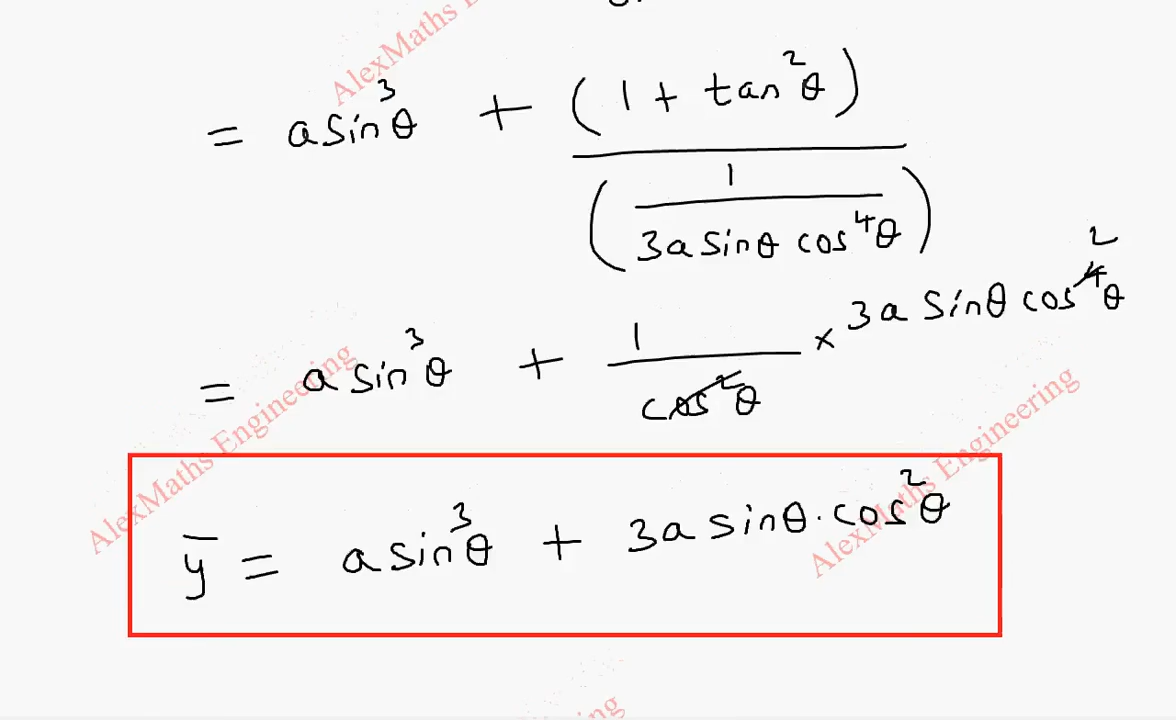 AlexMaths Engineering
= a sin³θ + (1 + tan²θ) / (1 / (3a sinθ cos⁴θ))
= a sin³θ + 1 / cos²θ × 3a sinθ cos⁴θ 2
AlexMaths Engineering
AlexMaths Engineering
ȳ = a sin³θ + 3a sinθ · cos²θ